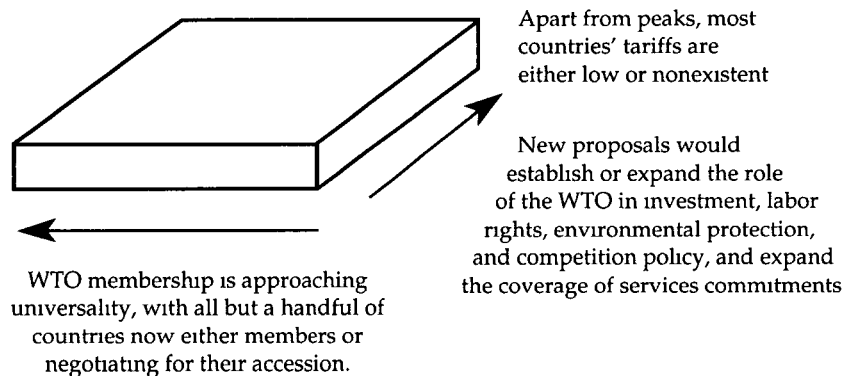 Apart from peaks, most
countries' tariffs are
either low or nonexistent
New proposals would
establish or expand the role
of the WTO in investment, labor
rights, environmental protection,
and competition policy, and expand
the coverage of services commitments
WTO membership is approaching
universality, with all but a handful of
countries now either members or
negotiating for their accession.